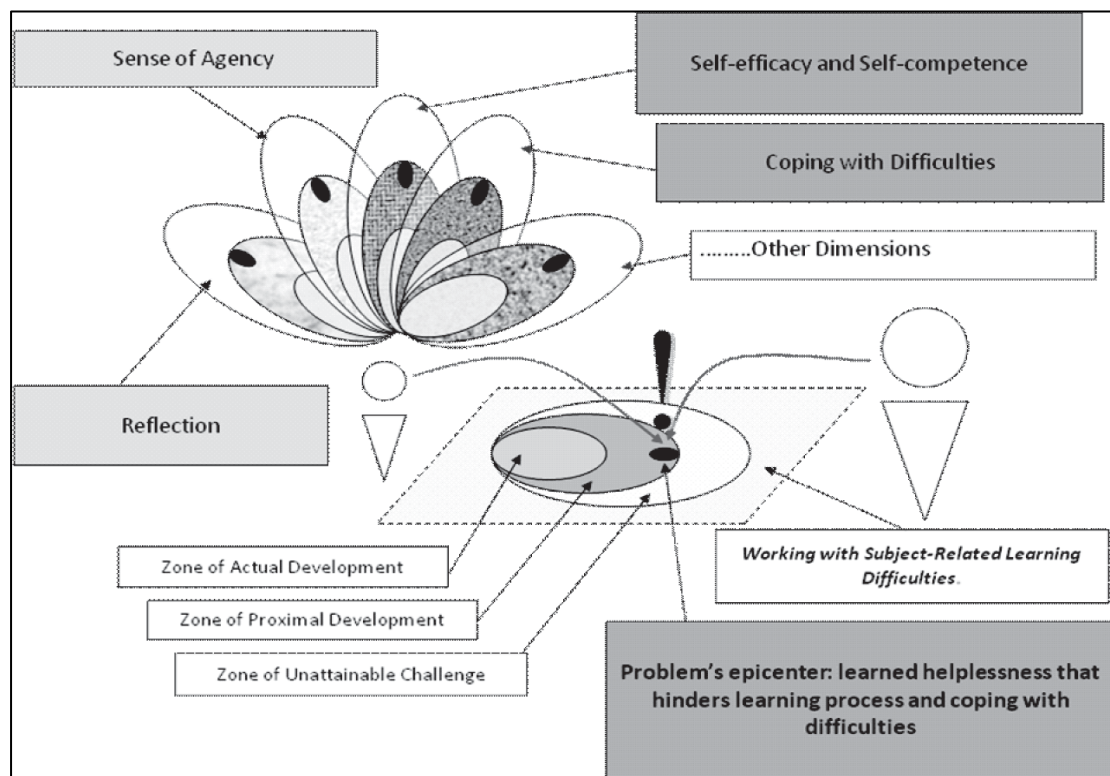 Sense of Agency
Self-efficacy and Self-competence
Coping with Difficulties
.........Other Dimensions
Reflection
Zone of Actual Development
Zone of Proximal Development
Zone of Unattainable Challenge
Working with Subject-Related Learning
Difficulties.
Problem's epicenter: learned helplessness that
hinders learning process and coping with
difficulties